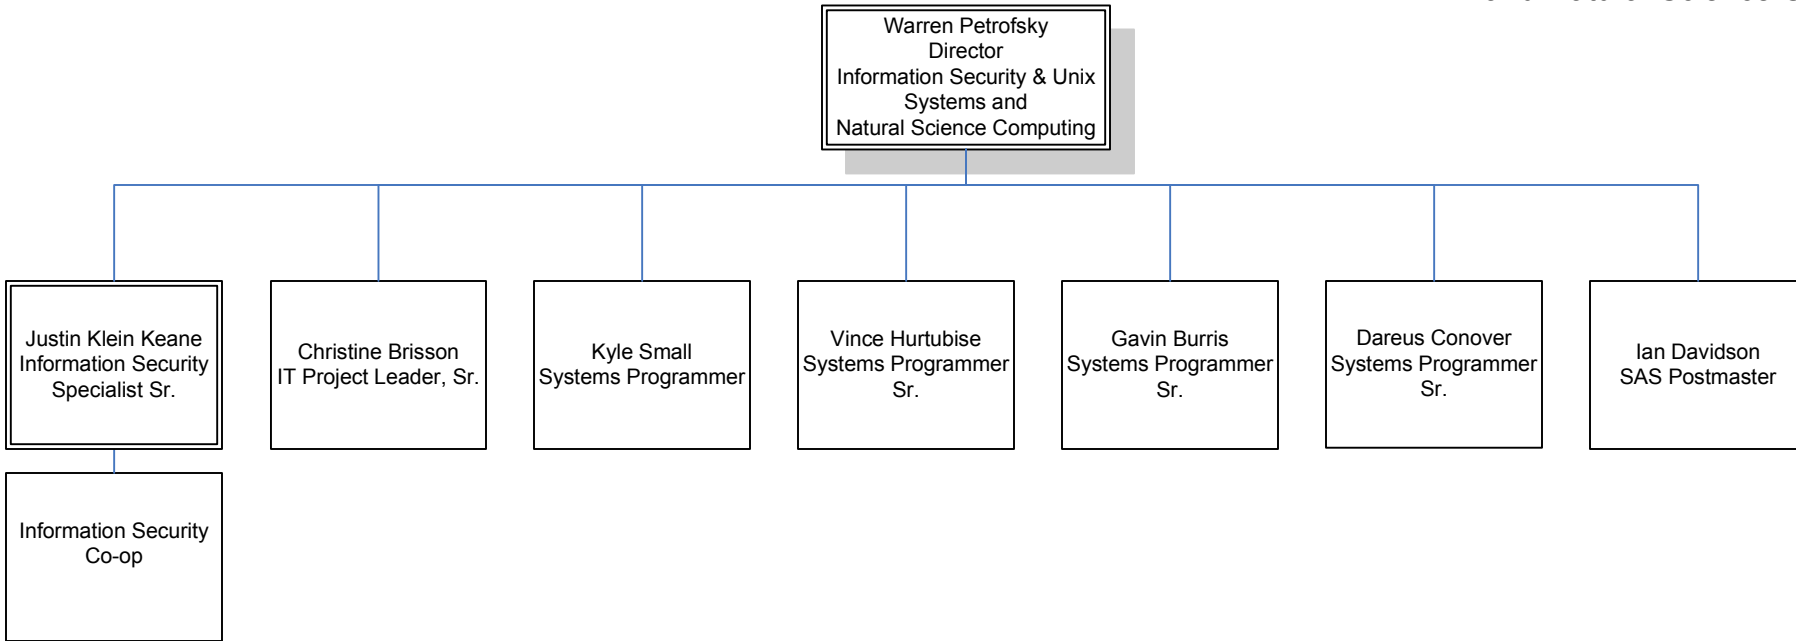 Warren Petrofsky
Director
Information Security & Unix
Systems and
Natural Science Computing
Justin Klein Keane
Information Security
Specialist Sr.
Christine Brisson
IT Project Leader, Sr.
Kyle Small
Systems Programmer
Vince Hurtubise
Systems Programmer
Sr.
Gavin Burris
Systems Programmer
Sr.
Dareus Conover
Systems Programmer
Sr.
Ian Davidson
SAS Postmaster
Information Security
Co-op